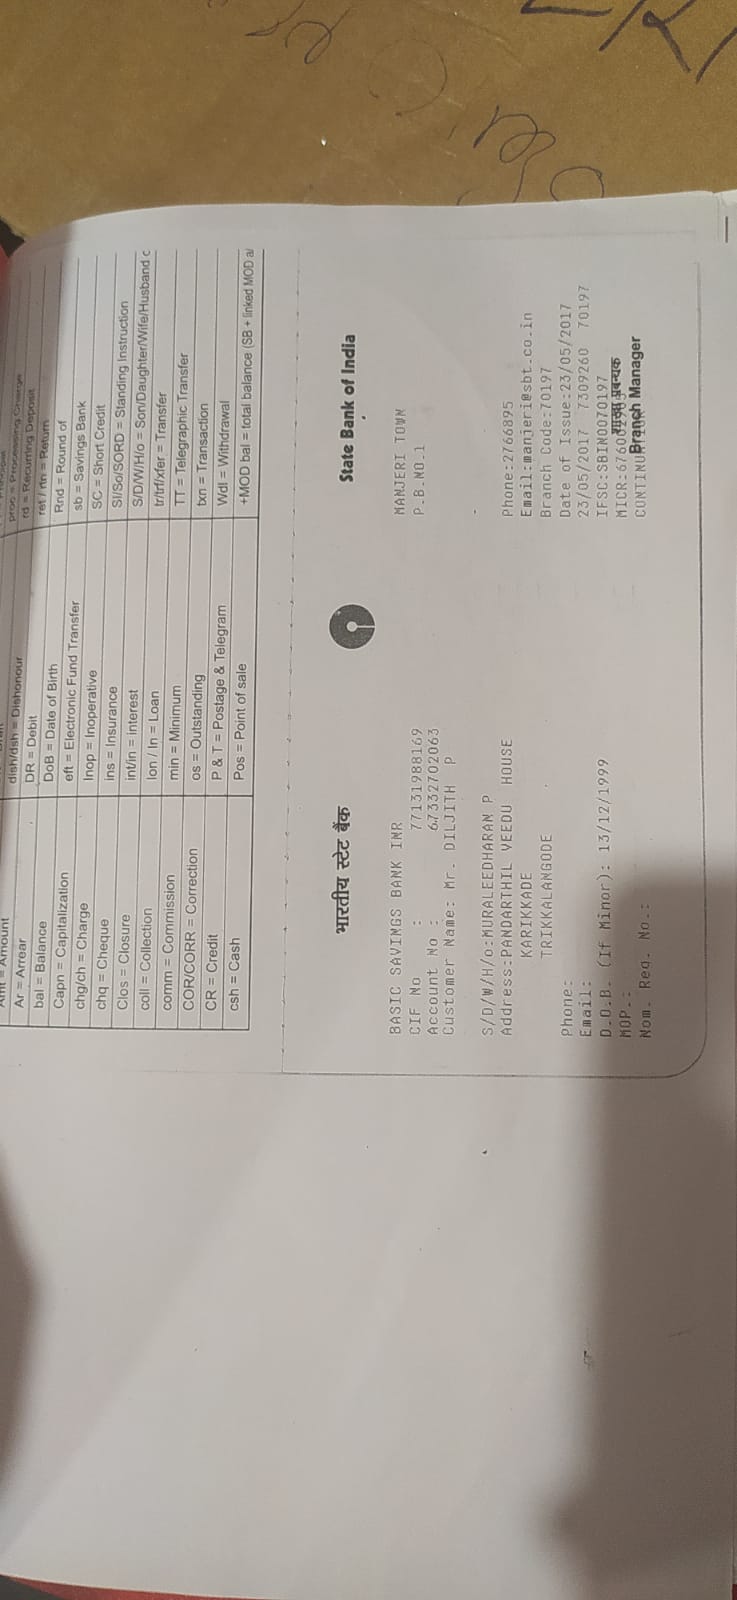 Amt = Amount
Ar = Arrear
bal = Balance
Capn = Capitalization
chg/ch = Charge
chq = Cheque
Clos = Closure
coll = Collection
comm = Commission
COR/CORR = Correction
CR = Credit
csh = Cash
dish/dsh = Dishonour
DR = Debit
DoB = Date of Birth
eft = Electronic Fund Transfer
Inop = Inoperative
ins = Insurance
int/in = interest
lon / ln = Loan
min = Minimum
os = Outstanding
P & T = Postage & Telegram
Pos = Point of sale
proc = Processing Charge
rd = Recurring Deposit
ret / rtn = Return
Rnd = Round of
sb = Savings Bank
SC = Short Credit
SI/So/SORD = Standing Instruction
S/D/W/H/o = Son/Daughter/Wife/Husband
tr/trf/xfer = Transfer
TT = Telegraphic Transfer
txn = Transaction
Wdl = Withdrawal
+MOD bal = total balance (SB + linked MOD
भारतीय स्टेट बैंक
State Bank of India
BASIC SAVINGS BANK INR
CIF No : 77131988169
Account No : 67332702063
Customer Name: Mr. DILJITH P
S/D/W/H/o:MURALEEDHARAN P
Address:PANDARTHIL VEEDU HOUSE
KARIKKADE
TRIKKALANGODE
Phone:
Email:
D.O.B. (If Minor): 13/12/1999
MOP.:
Nom. Reg. No.:
MANJERI TOWN
P.B.NO.1
Phone:2766895
Email:manjeri@sbt.co.in
Branch Code:70197
Date of Issue:23/05/2017
23/05/2017 7309260 70197
IFSC:SBIN0070197
MICR:
शाखा प्रबन्धक
Branch Manager